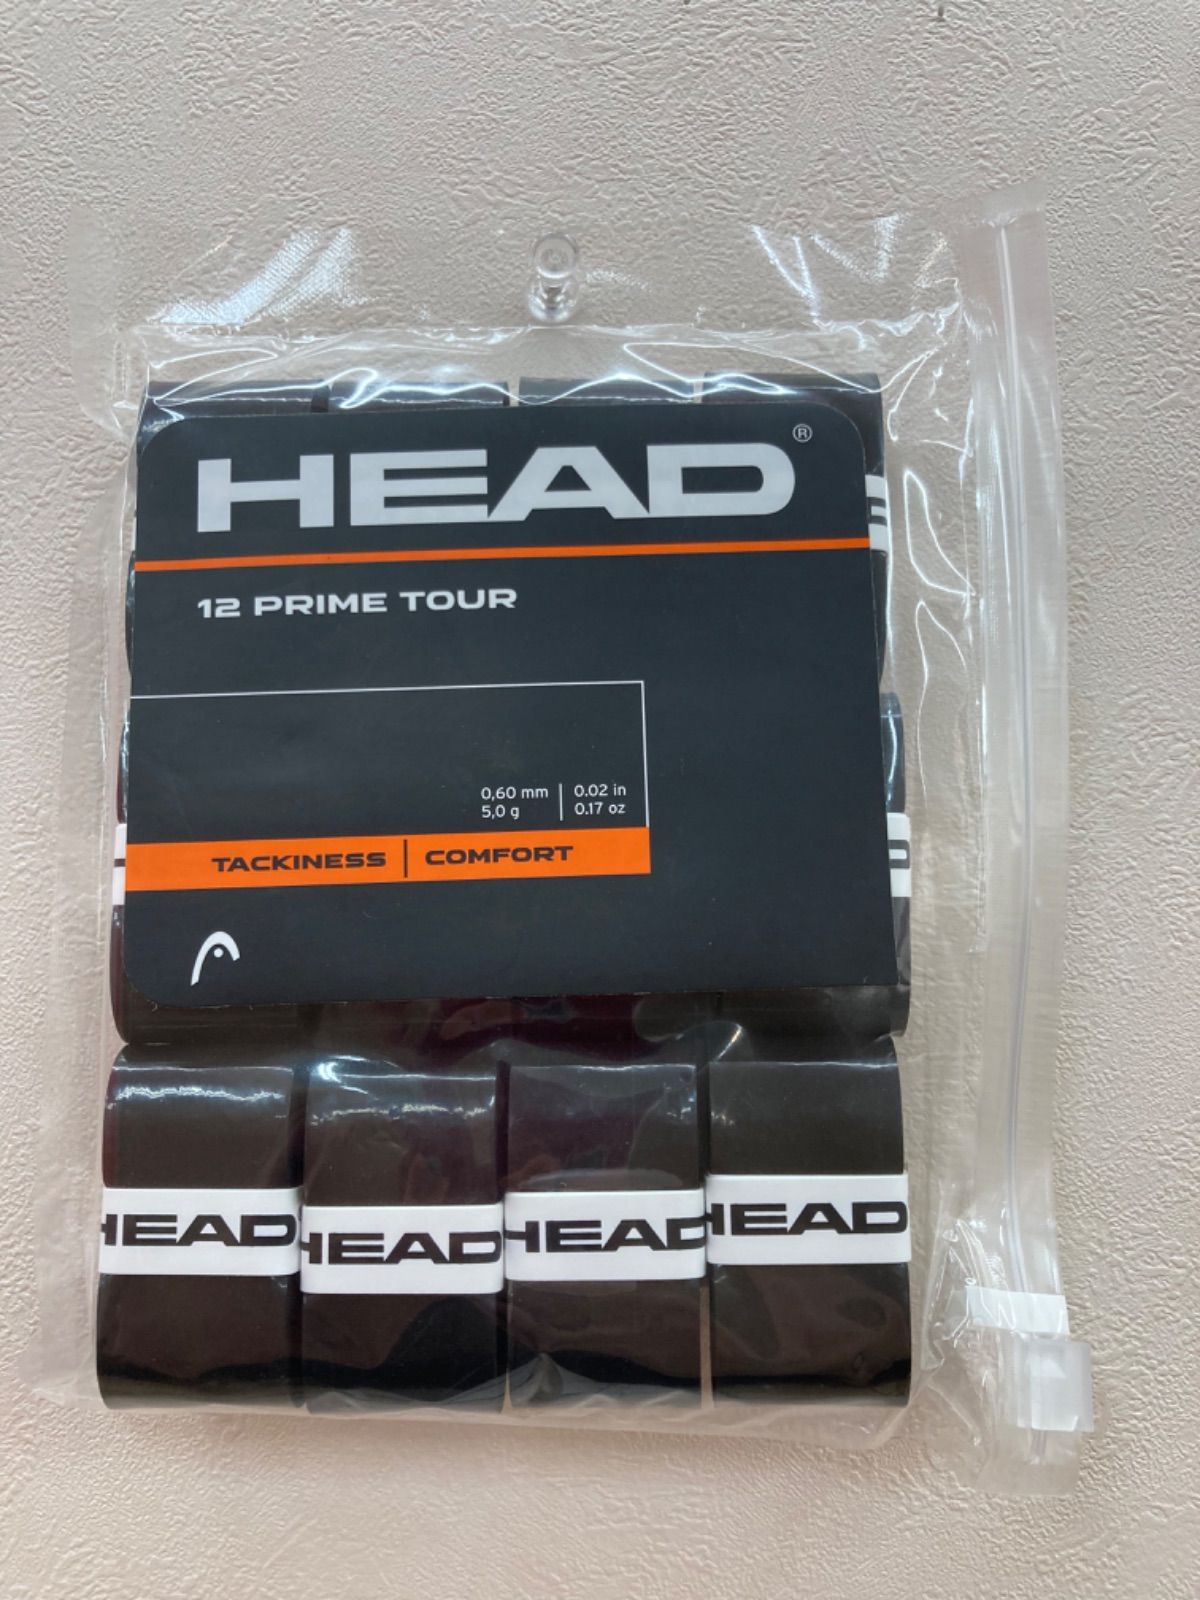 HEAD®
12 PRIME TOUR
0,60 mm | 0.02 in
5,0 g | 0.17 oz
TACKINESS | COMFORT
HEAD HEAD HEAD HEAD